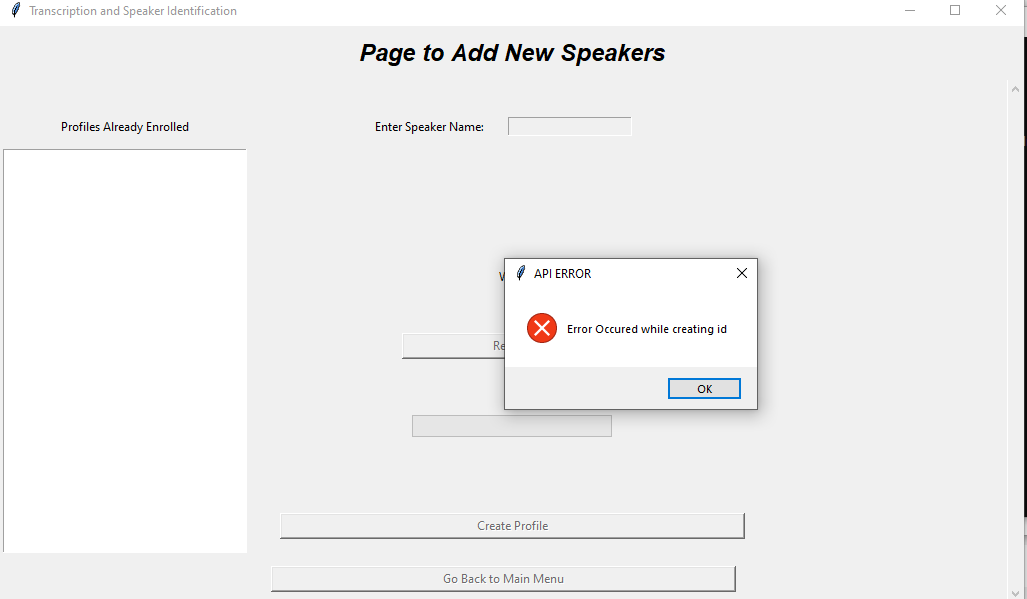 Transcription and Speaker Identification
Page to Add New Speakers
Profiles Already Enrolled
Enter Speaker Name:
API ERROR
Error Occured while creating id
OK
Create Profile
Go Back to Main Menu